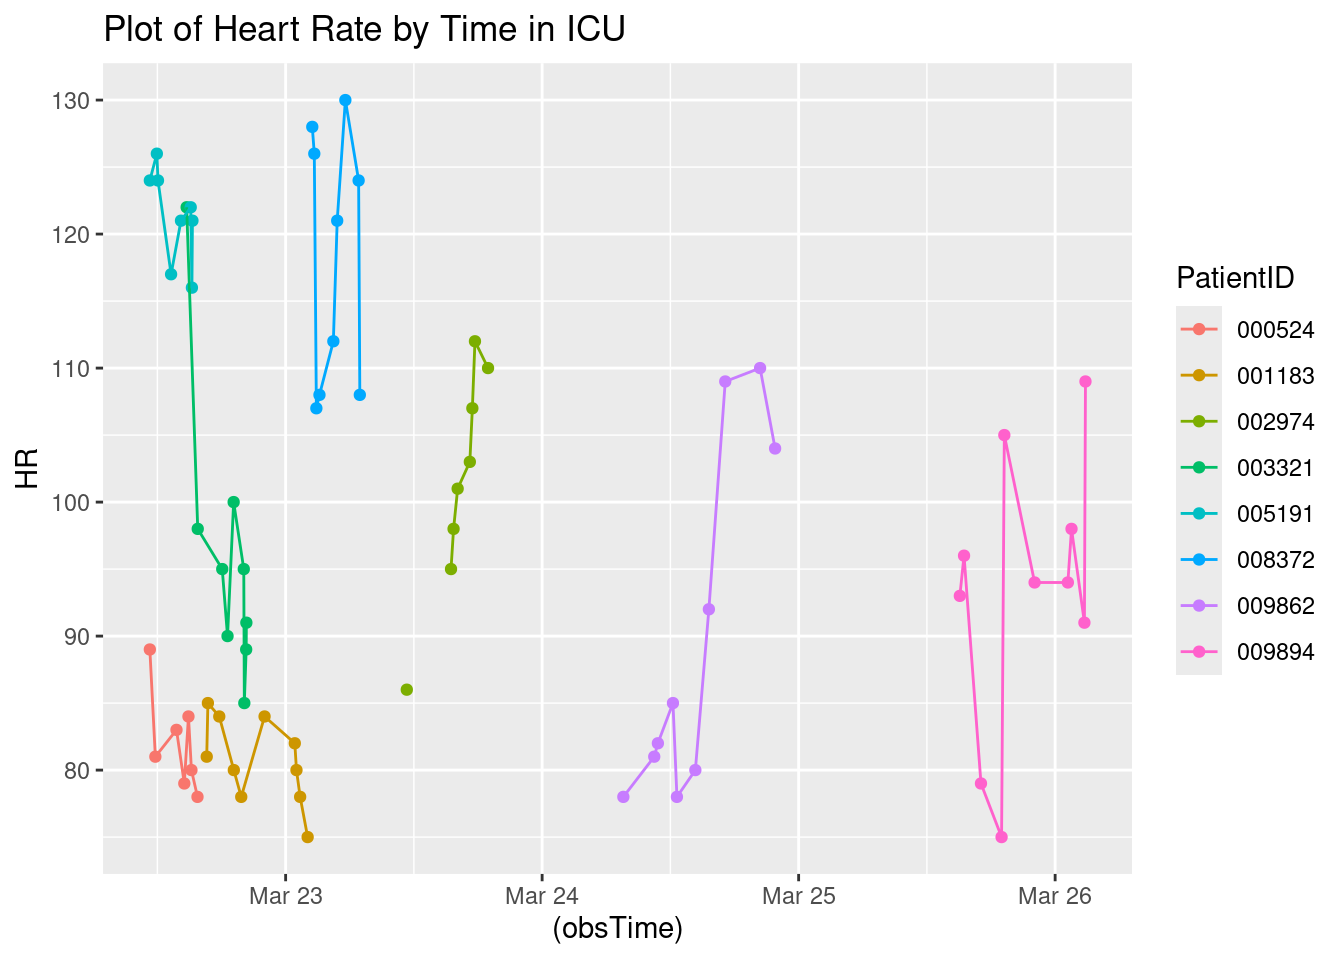 Plot of Heart Rate by Time in ICU
HR
130
120
110
100
90
80
Mar 23
Mar 24
Mar 25
Mar 26
(obsTime)
PatientID
000524
001183
002974
003321
005191
008372
009862
009894